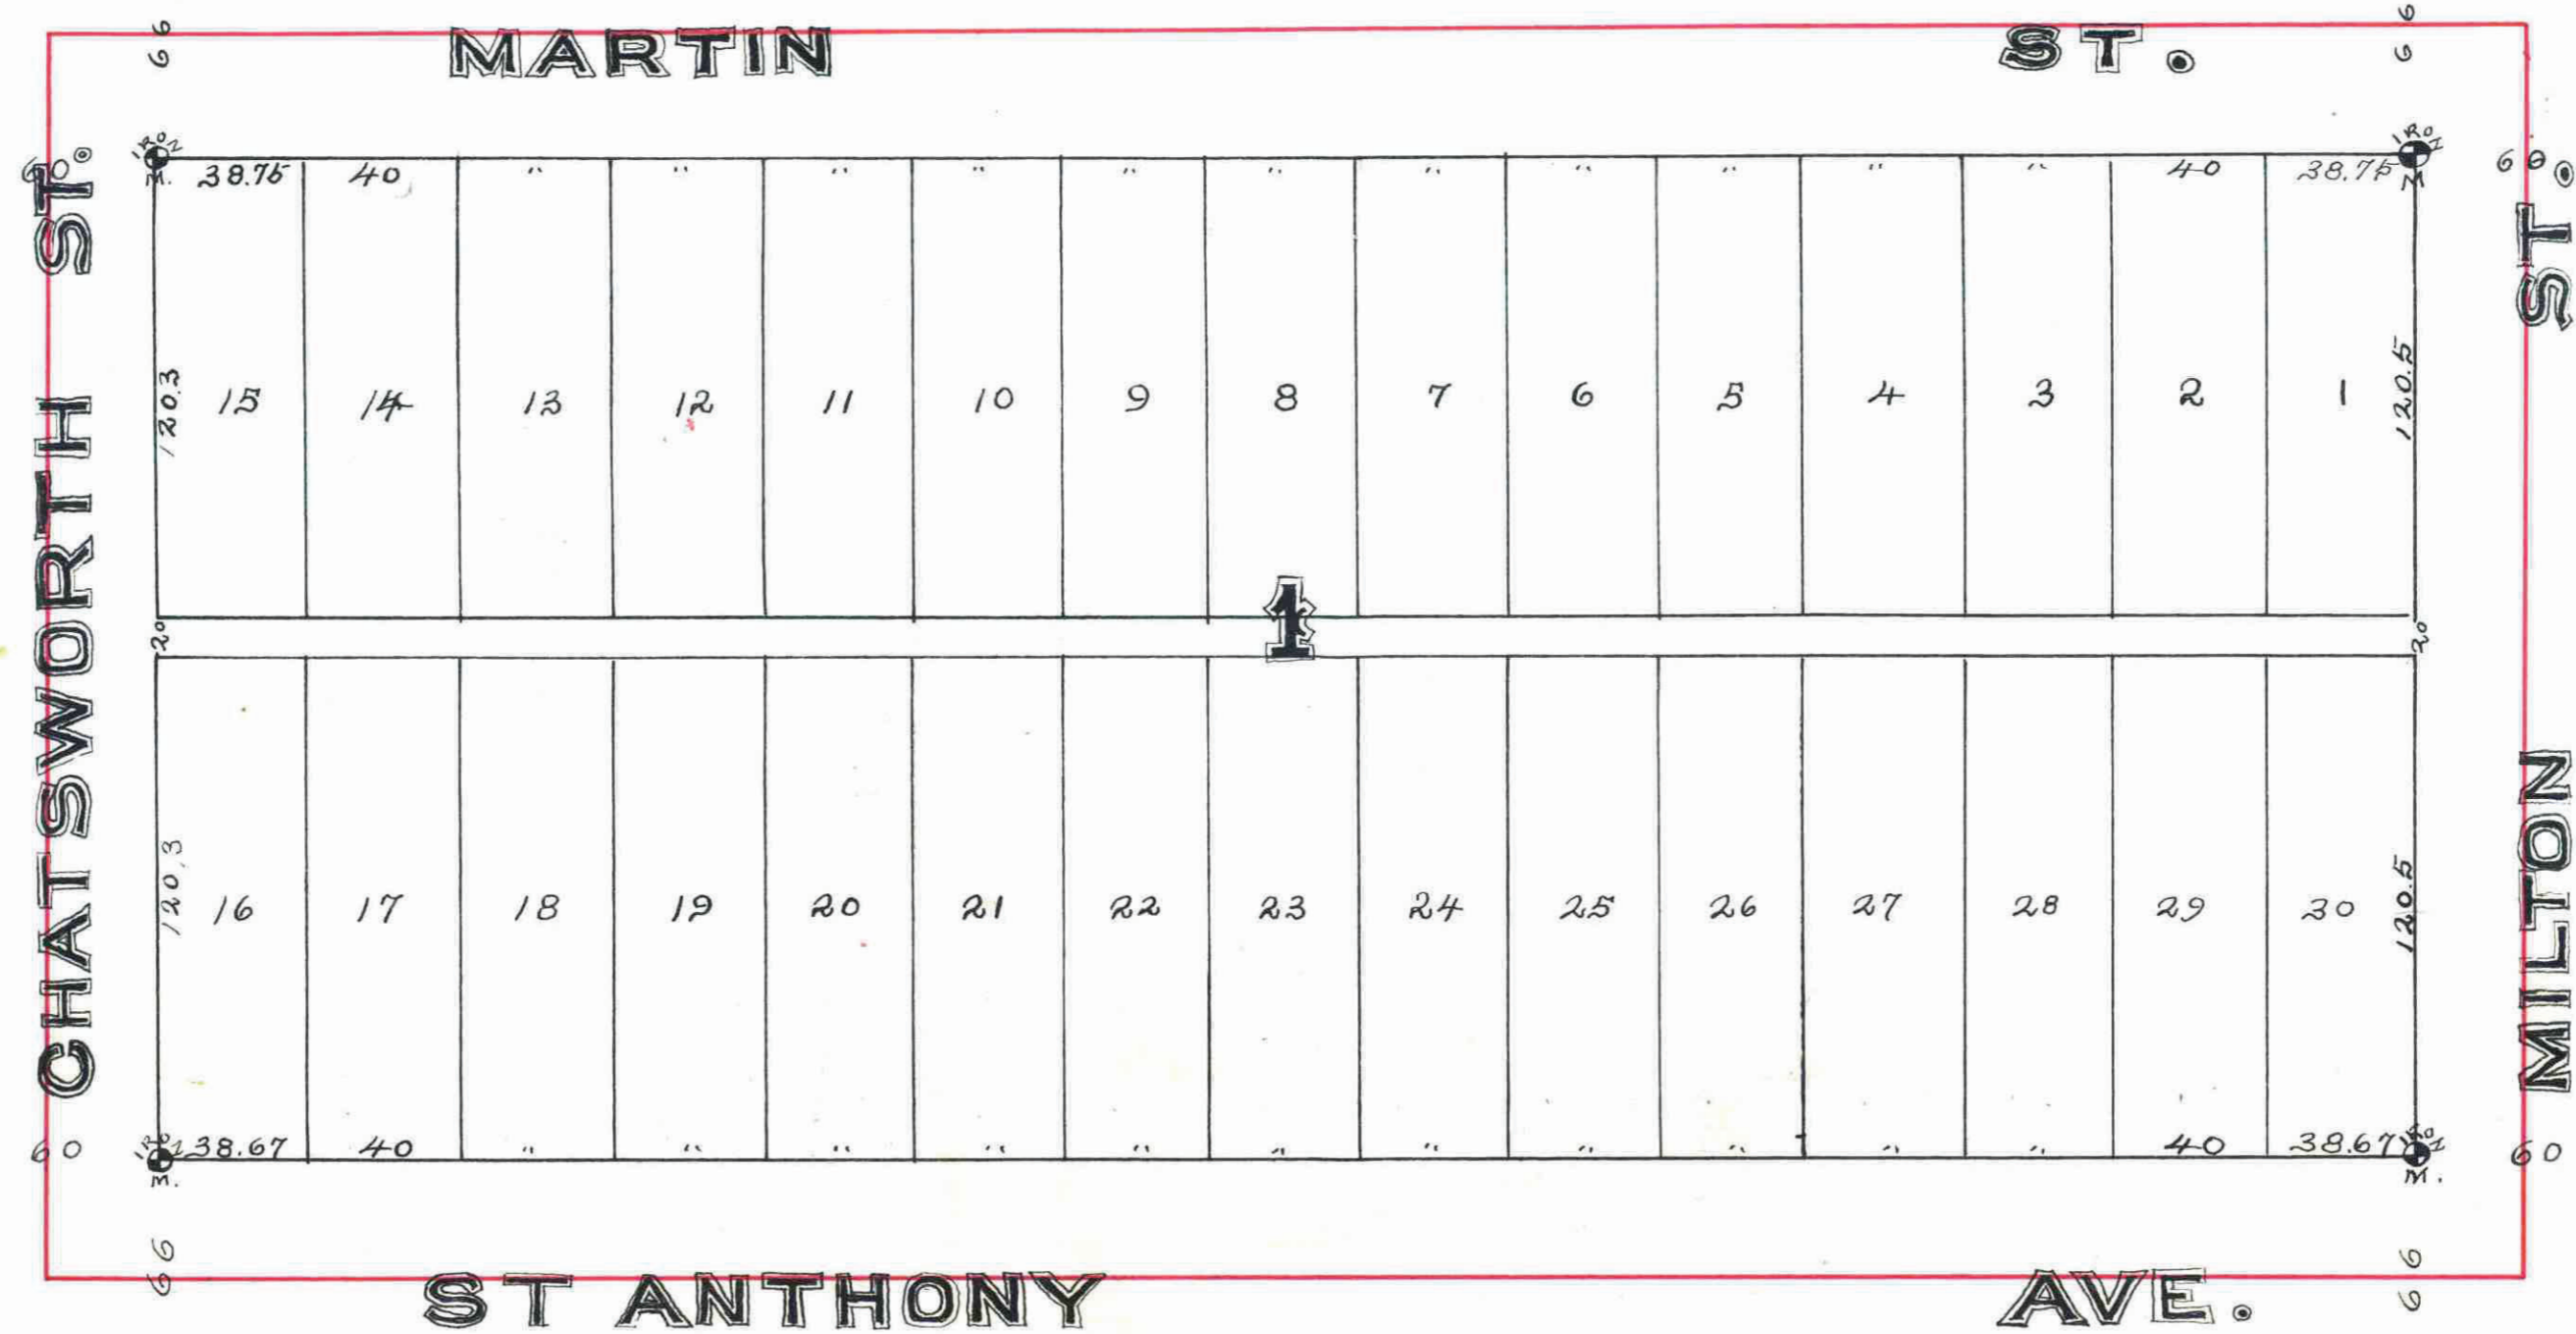 66 66
MARTIN ST.
IRON M. IRON M
60 60
38.75 40 " " " " " " " " " " " 40 38.75
CHATSWORTH ST.
MILTON ST.
120.3 120.5
15 14 13 12 11 10 9 8 7 6 5 4 3 2 1
1
20 20
120.3 120.5
16 17 18 19 20 21 22 23 24 25 26 27 28 29 30
38.67 40 " " " " " " " " " " " 40 38.67
60 60
IRON M. IRON M.
66 66
ST ANTHONY AVE.